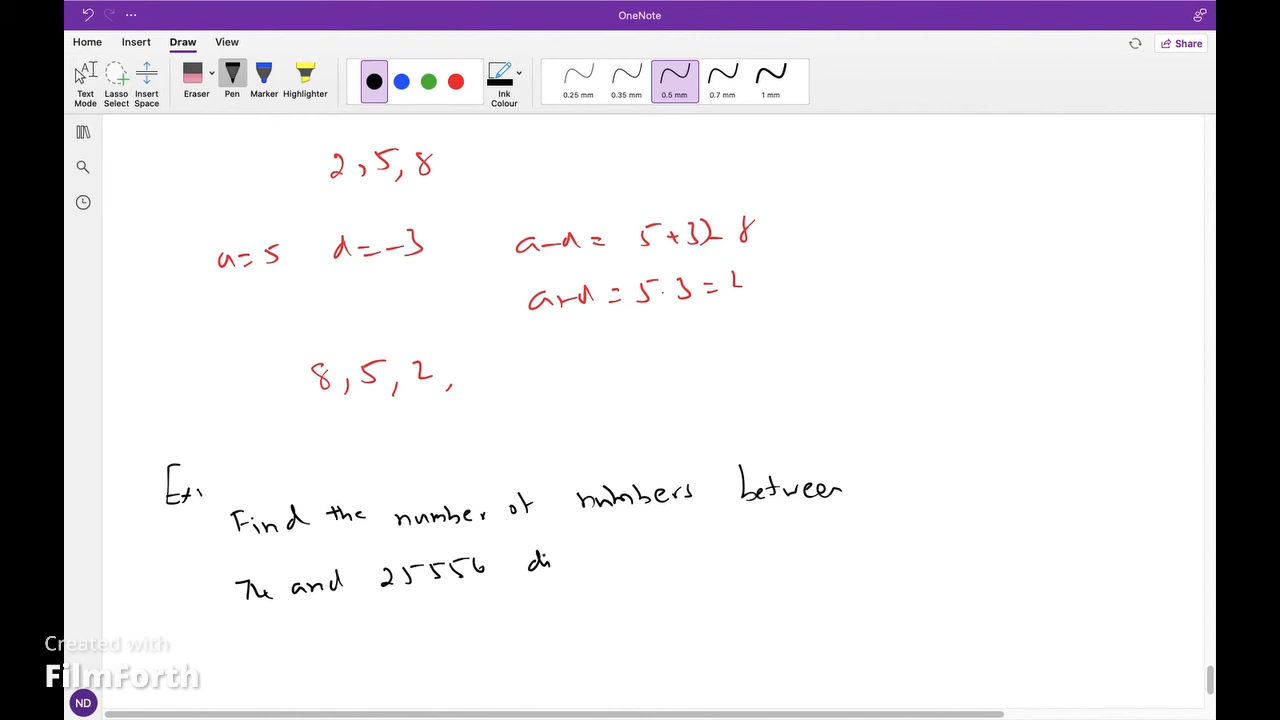 OneNote
Home Insert Draw View
Share
Text Mode Lasso Select Insert Space Eraser Pen Marker Highlighter Ink Colour 0.25 mm 0.35 mm 0.5 mm 0.7 mm 1 mm
2, 5, 8
a = 5 d = -3 a-d = 5+3 = 8
a+d = 5-3 = 2
8, 5, 2,
Ex:
Find the number of numbers between
and 25556 di
Created with
FilmForth
ND